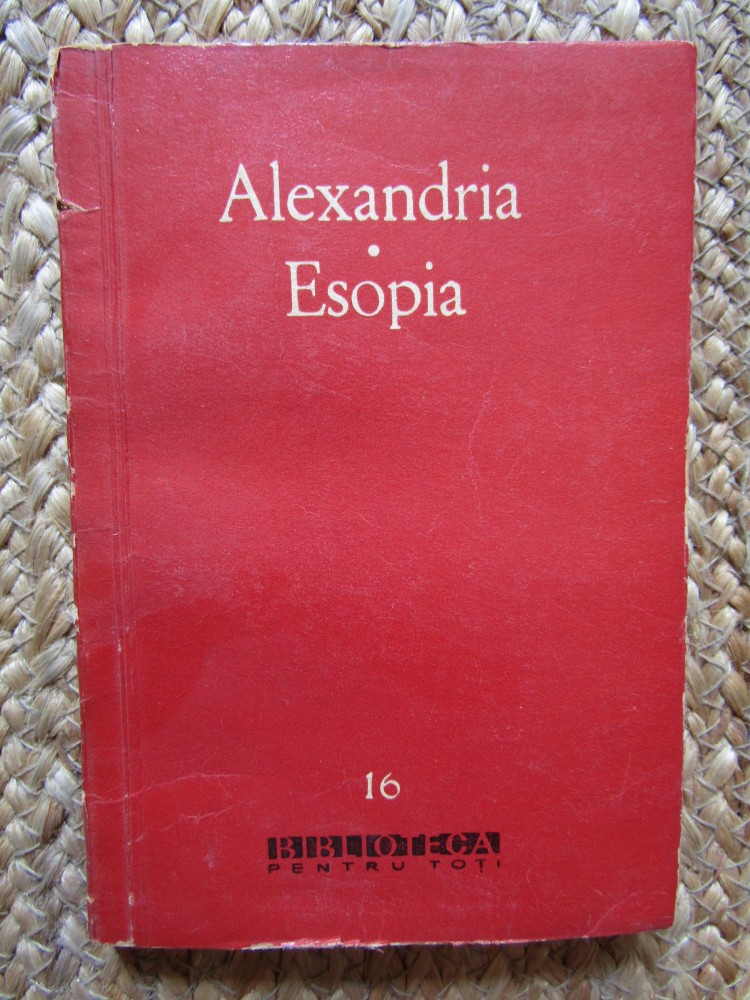 Alexandria
•
Esopia
16
BIBLIOTECA
PENTRU TOȚI